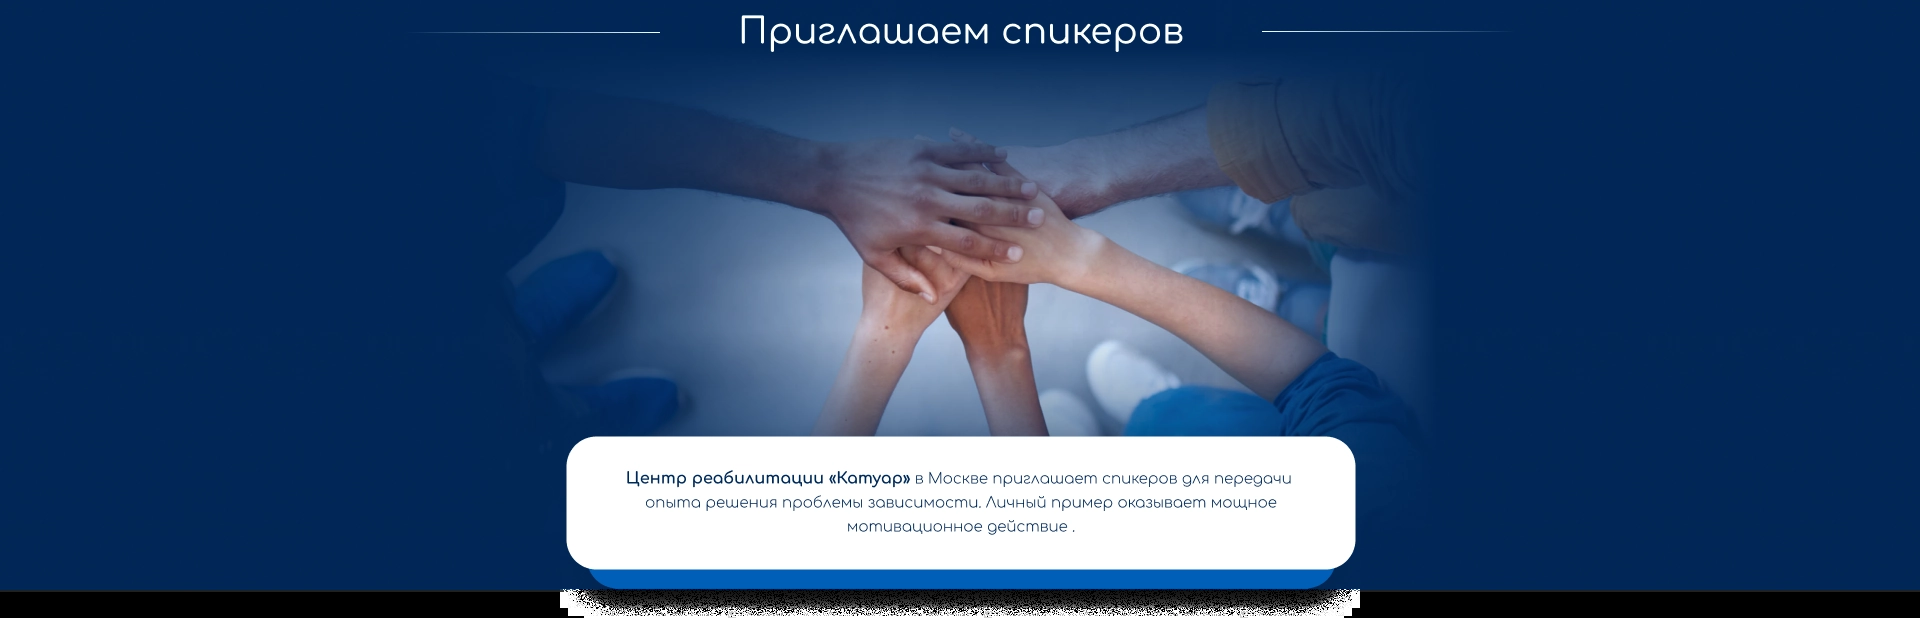 Приглашаем спикеров
Центр реабилитации «Катуар» в Москве приглашает спикеров для передачи
опыта решения проблемы зависимости. Личный пример оказывает мощное
мотивационное действие .